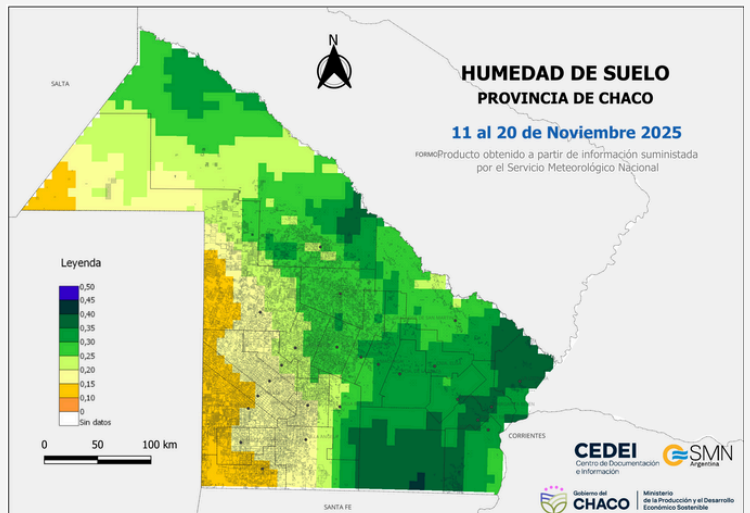 HUMEDAD DE SUELO
PROVINCIA DE CHACO
11 al 20 de Noviembre 2025
Producto obtenido a partir de información suministada
por el Servicio Meteorológico Nacional
N
SALTA
Leyenda
0,50
0,45
0,40
0,35
0,30
0,25
0,20
0,15
0,10
0
Sin datos
0 50 100 km
CORRIENTES
SANTA FE
CEDEI
Centro de Documentación
e Información
SMN
Argentina
Gobierno del
CHACO
Ministerio
de la Producción y el Desarrollo
Económico Sostenible